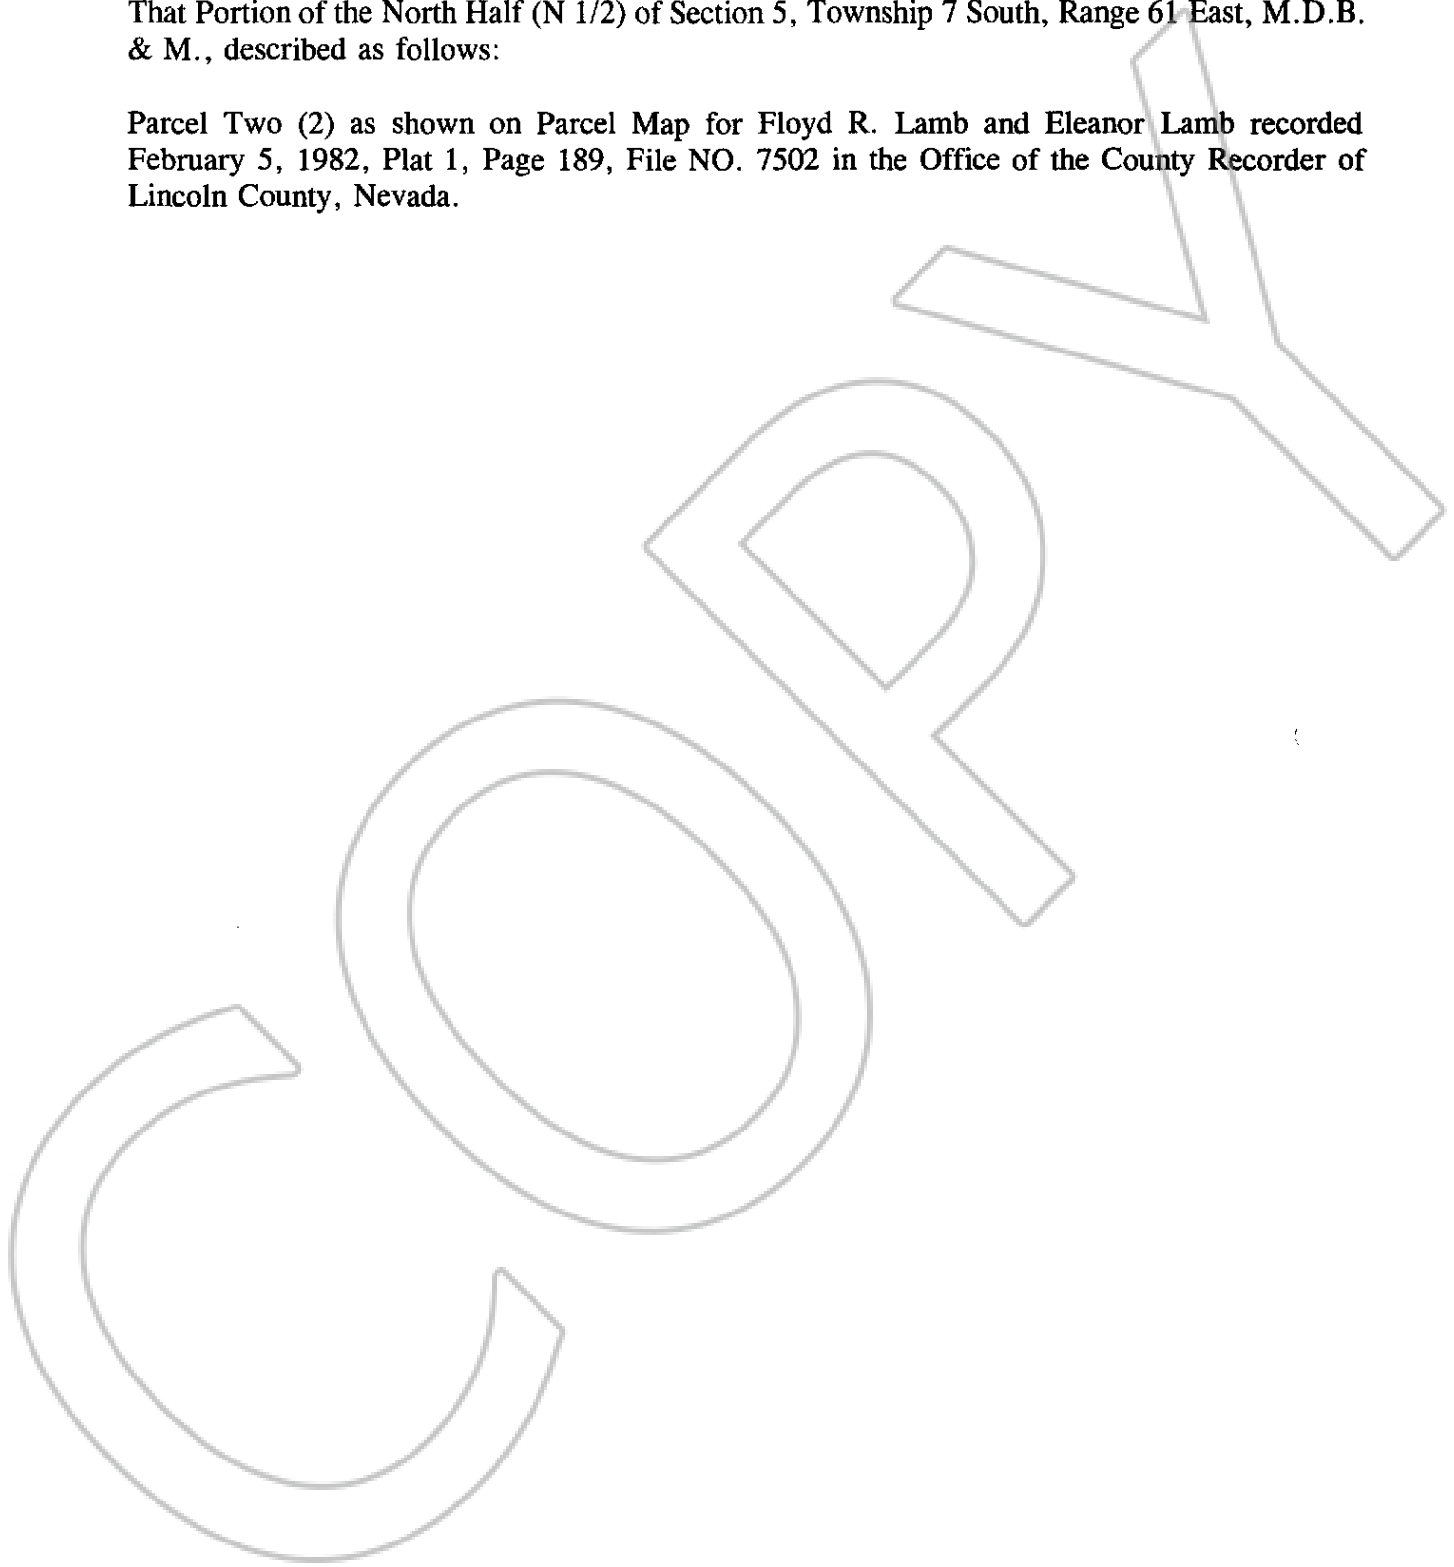 That Portion of the North Half (N 1/2) of Section 5, Township 7 South, Range 61 East, M.D.B.
& M., described as follows:
Parcel Two (2) as shown on Parcel Map for Floyd R. Lamb and Eleanor Lamb recorded
February 5, 1982, Plat 1, Page 189, File NO. 7502 in the Office of the County Recorder of
Lincoln County, Nevada.
COPY